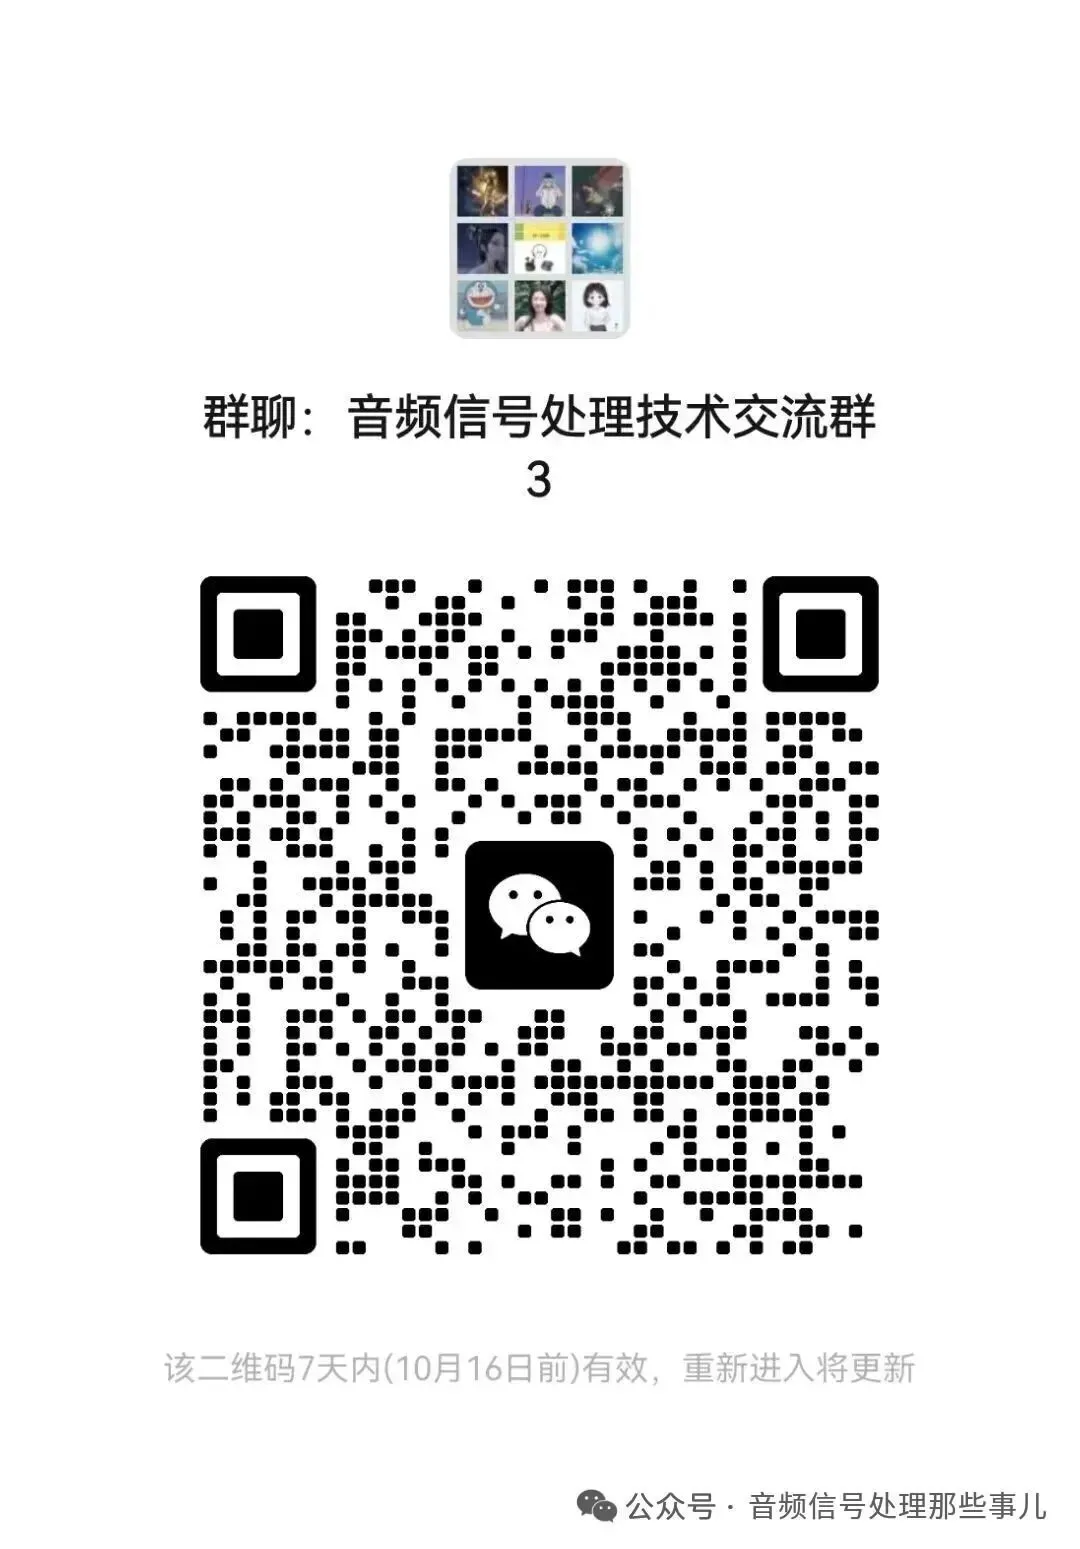 群聊：音频信号处理技术交流群
3
该二维码7天内(10月16日前)有效，重新进入将更新
公众号 · 音频信号处理那些事儿